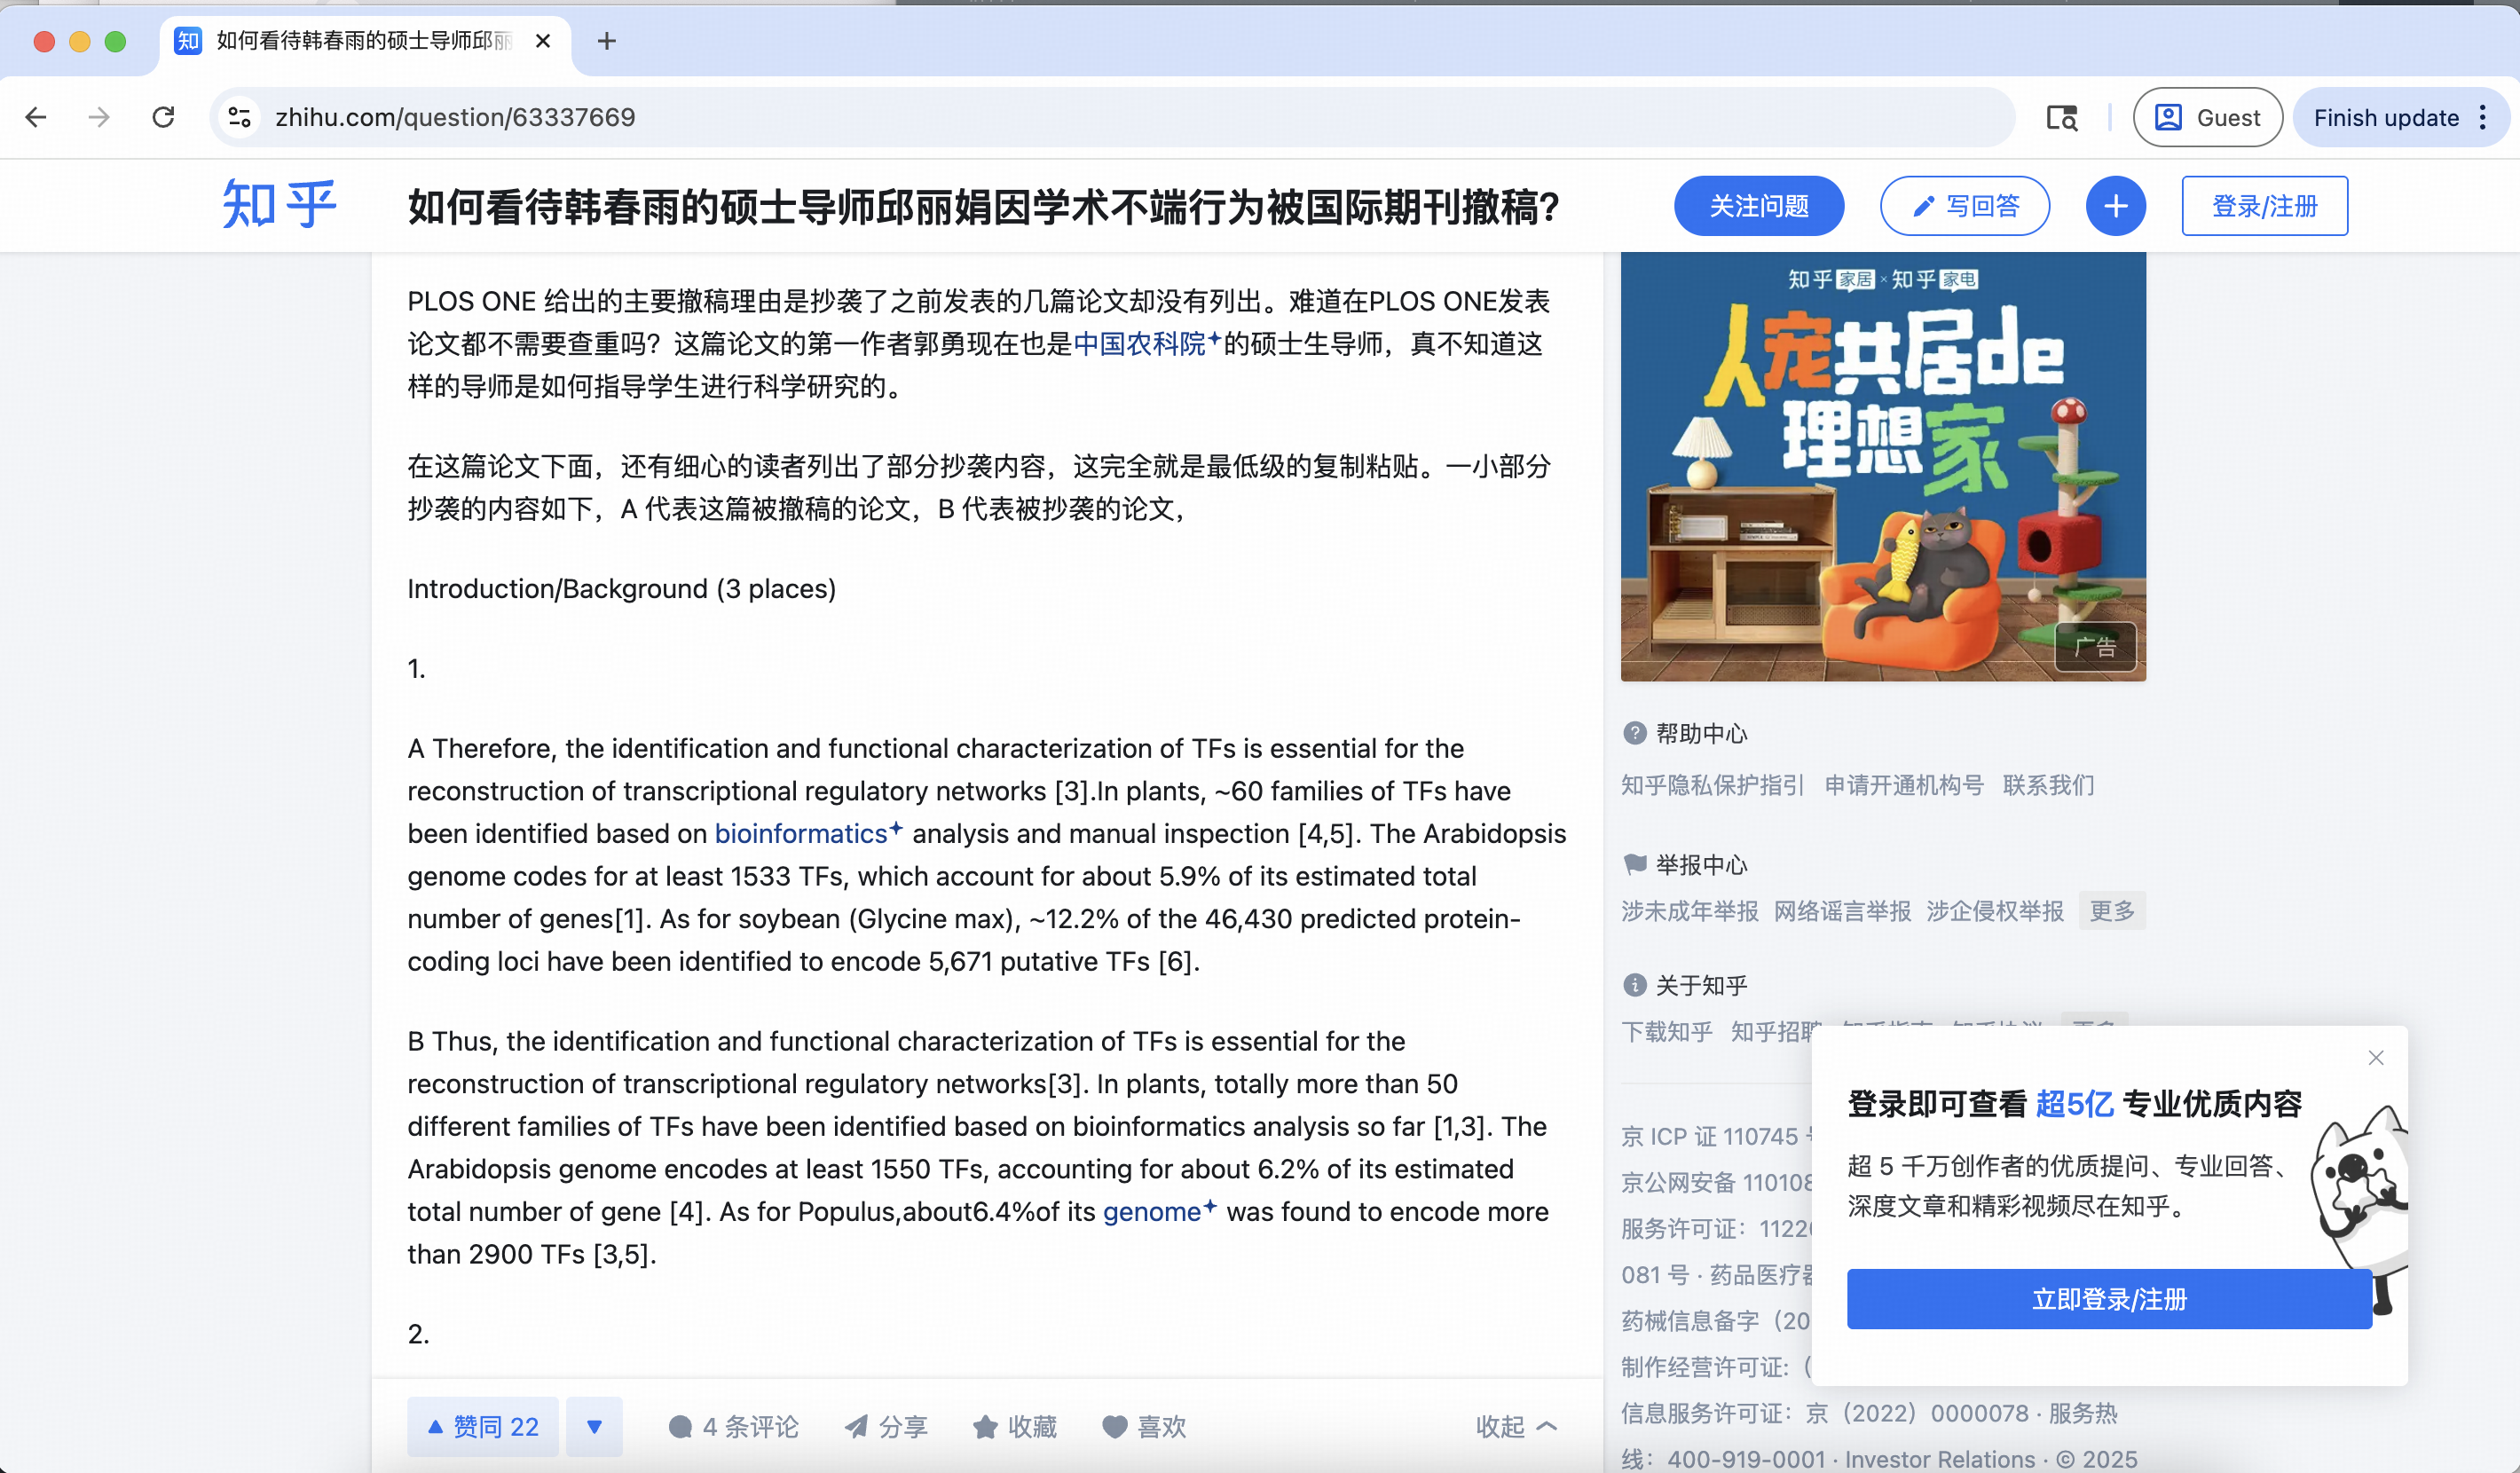 如何看待韩春雨的硕士导师邱丽
zhihu.com/question/63337669
Guest
Finish update
知乎
如何看待韩春雨的硕士导师邱丽娟因学术不端行为被国际期刊撤稿？
关注问题
写回答
登录/注册
PLOS ONE 给出的主要撤稿理由是抄袭了之前发表的几篇论文却没有列出。难道在PLOS ONE发表
论文都不需要查重吗？这篇论文的第一作者郭勇现在也是中国农科院的硕士生导师，真不知道这
样的导师是如何指导学生进行科学研究的。
在这篇论文下面，还有细心的读者列出了部分抄袭内容，这完全就是最低级的复制粘贴。一小部分
抄袭的内容如下，A 代表这篇被撤稿的论文，B 代表被抄袭的论文，
Introduction/Background (3 places)
1.
A Therefore, the identification and functional characterization of TFs is essential for the
reconstruction of transcriptional regulatory networks [3].In plants, ~60 families of TFs have
been identified based on bioinformatics analysis and manual inspection [4,5]. The Arabidopsis
genome codes for at least 1533 TFs, which account for about 5.9% of its estimated total
number of genes[1]. As for soybean (Glycine max), ~12.2% of the 46,430 predicted protein-
coding loci have been identified to encode 5,671 putative TFs [6].
B Thus, the identification and functional characterization of TFs is essential for the
reconstruction of transcriptional regulatory networks[3]. In plants, totally more than 50
different families of TFs have been identified based on bioinformatics analysis so far [1,3]. The
Arabidopsis genome encodes at least 1550 TFs, accounting for about 6.2% of its estimated
total number of gene [4]. As for Populus,about6.4%of its genome was found to encode more
than 2900 TFs [3,5].
2.
赞同 22
4 条评论
分享
收藏
喜欢
收起
知乎 家居 × 知乎 家电
人宠共居de
理想家
广告
帮助中心
知乎隐私保护指引 申请开通机构号 联系我们
举报中心
涉未成年举报 网络谣言举报 涉企侵权举报 更多
关于知乎
下载知乎 知乎招聘
京 ICP 证 110745
京公网安备 110108
服务许可证：1122
081 号 · 药品医疗器
药械信息备字（20
制作经营许可证:（
信息服务许可证：京（2022）0000078 · 服务热
线：400-919-0001 · Investor Relations · © 2025
登录即可查看 超5亿 专业优质内容
超 5 千万创作者的优质提问、专业回答、
深度文章和精彩视频尽在知乎。
立即登录/注册